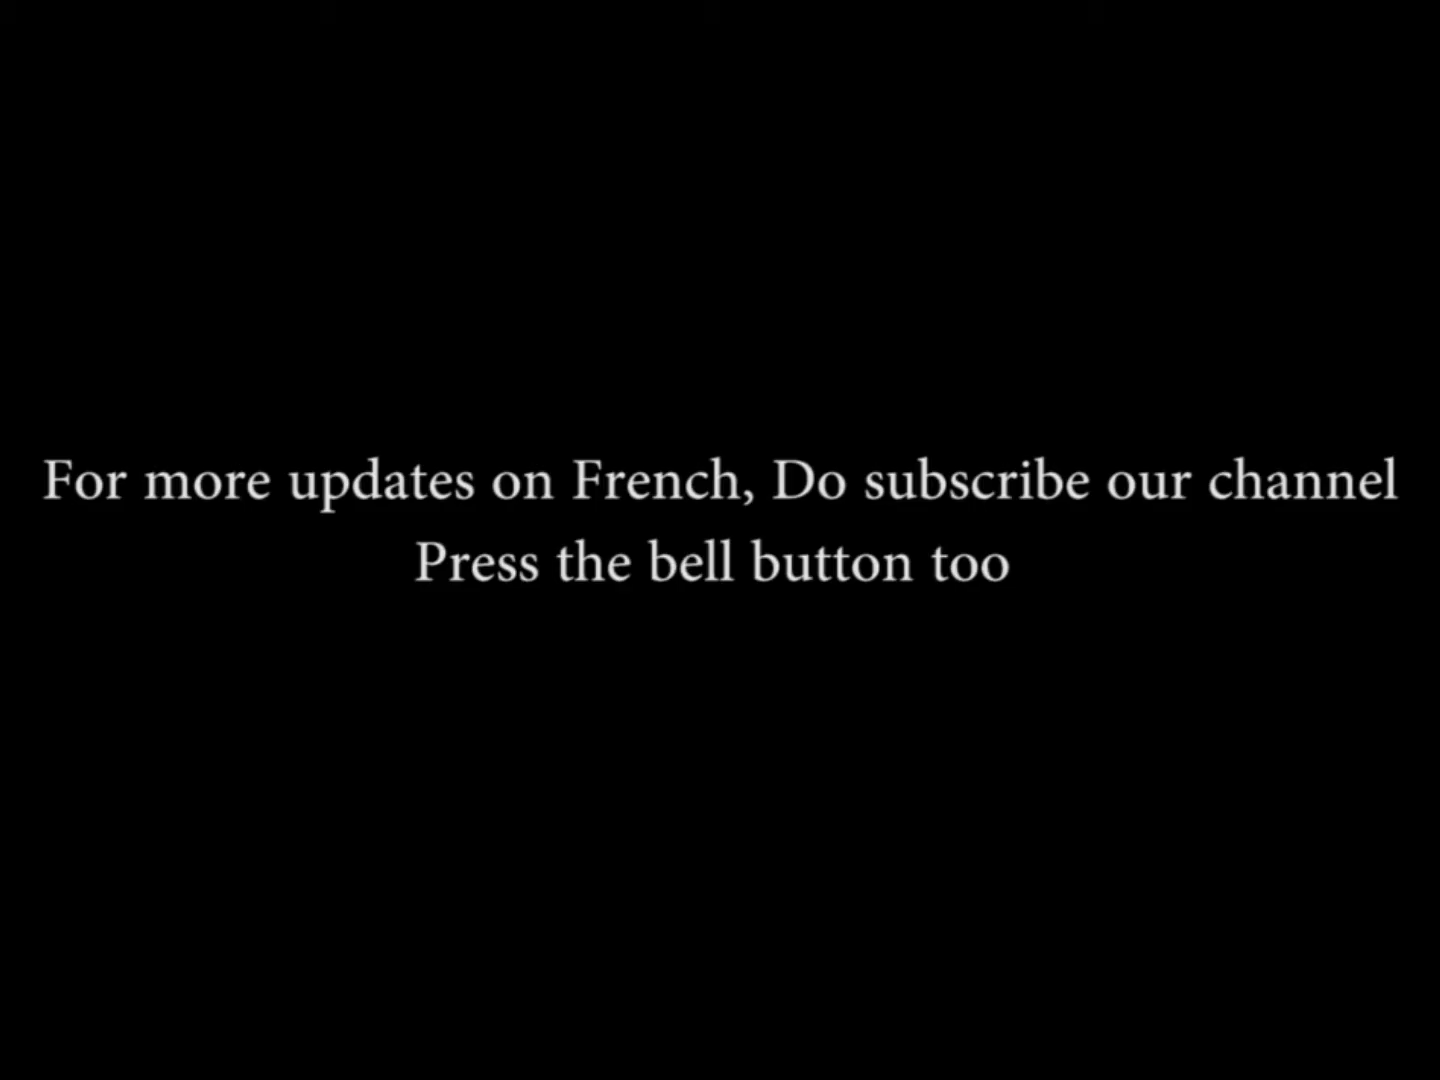 For more updates on French, Do subscribe our channel
Press the bell button too